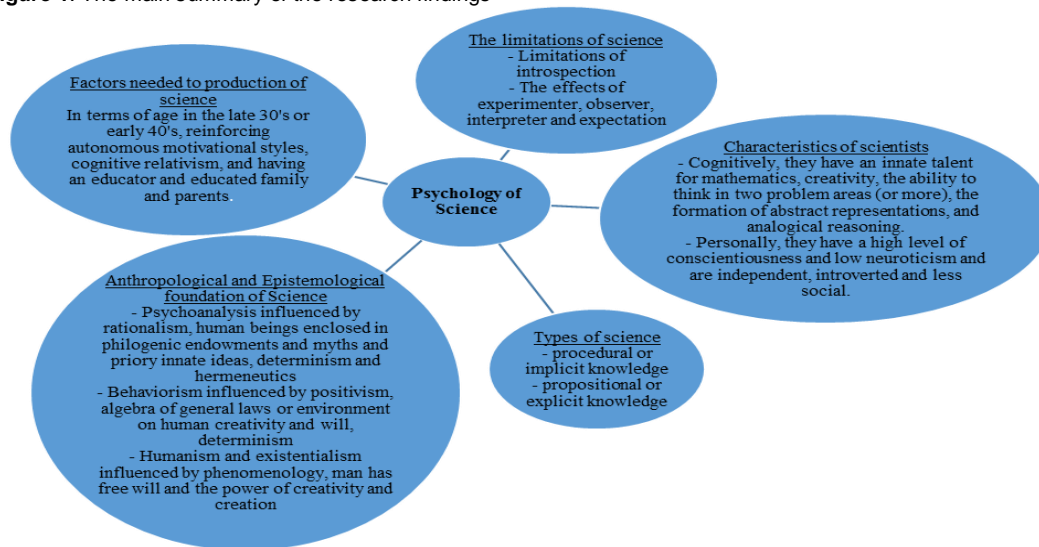 Figure 1. The main summary of the research findings
The limitations of science
- Limitations of
introspection
- The effects of
experimenter, observer,
interpreter and expectation
Factors needed to production of
science
In terms of age in the late 30's or
early 40's, reinforcing
autonomous motivational styles,
cognitive relativism, and having
an educator and educated family
and parents.
Characteristics of scientists
- Cognitively, they have an innate talent
for mathematics, creativity, the ability to
think in two problem areas (or more), the
formation of abstract representations, and
analogical reasoning.
- Personally, they have a high level of
conscientiousness and low neuroticism and
are independent, introverted and less
social.
Psychology of
Science
Anthropological and Epistemological
foundation of Science
- Psychoanalysis influenced by
rationalism, human beings enclosed in
philogenic endowments and myths and
priory innate ideas, determinism and
hermeneutics
- Behaviorism influenced by positivism,
algebra of general laws or environment
on human creativity and will,
determinism
- Humanism and existentialism
influenced by phenomenology, man has
free will and the power of creativity and
creation
Types of science
- procedural or
implicit knowledge
- propositional or
explicit knowledge